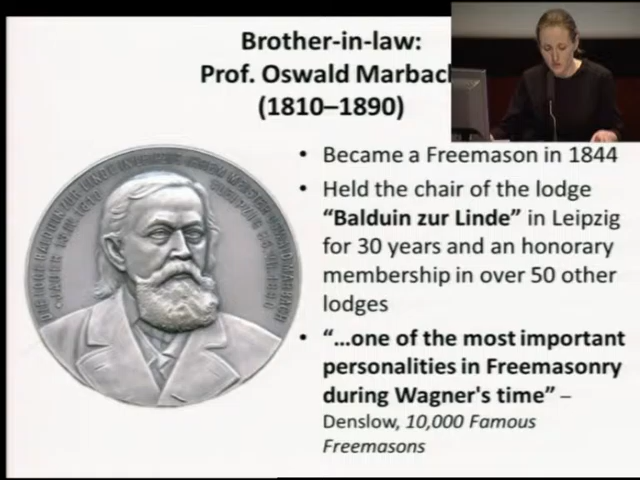 Brother-in-law:
Prof. Oswald Marbach
(1810–1890)
• Became a Freemason in 1844
• Held the chair of the lodge
“Balduin zur Linde” in Leipzig
for 30 years and an honorary
membership in over 50 other
lodges
• “…one of the most important
personalities in Freemasonry
during Wagner's time” –
Denslow, 10,000 Famous
Freemasons